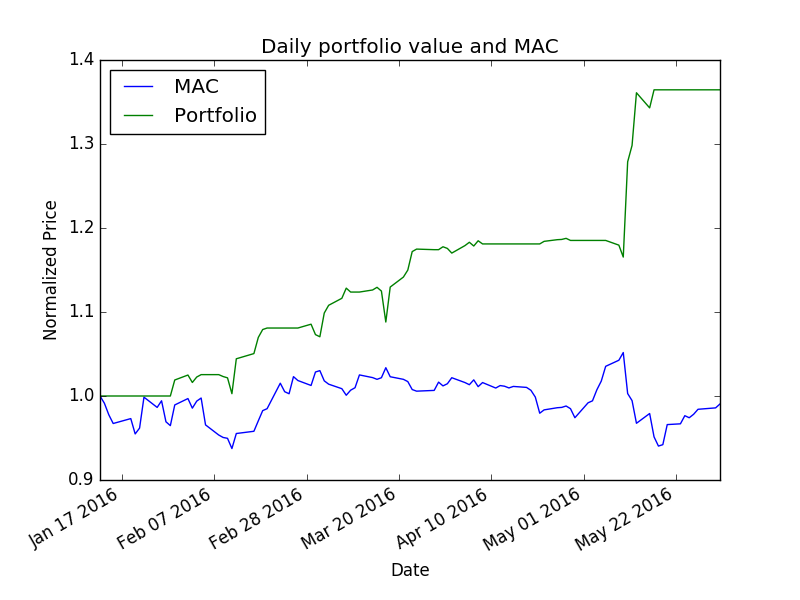 Daily portfolio value and MAC
MAC
Portfolio
1.4
1.3
1.2
1.1
1.0
0.9
Normalized Price
Jan 17 2016
Feb 07 2016
Feb 28 2016
Mar 20 2016
Apr 10 2016
May 01 2016
May 22 2016
Date